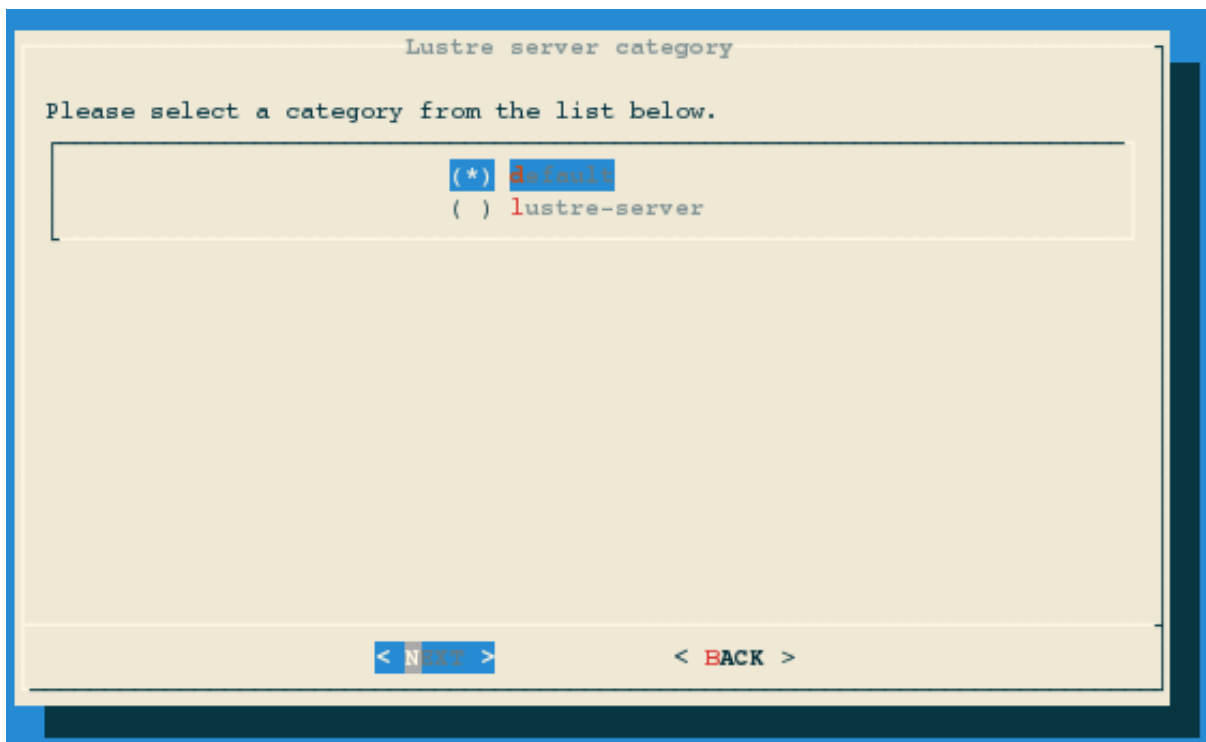 Lustre server category
Please select a category from the list below.
(*) default
( ) lustre-server
< NEXT > < BACK >